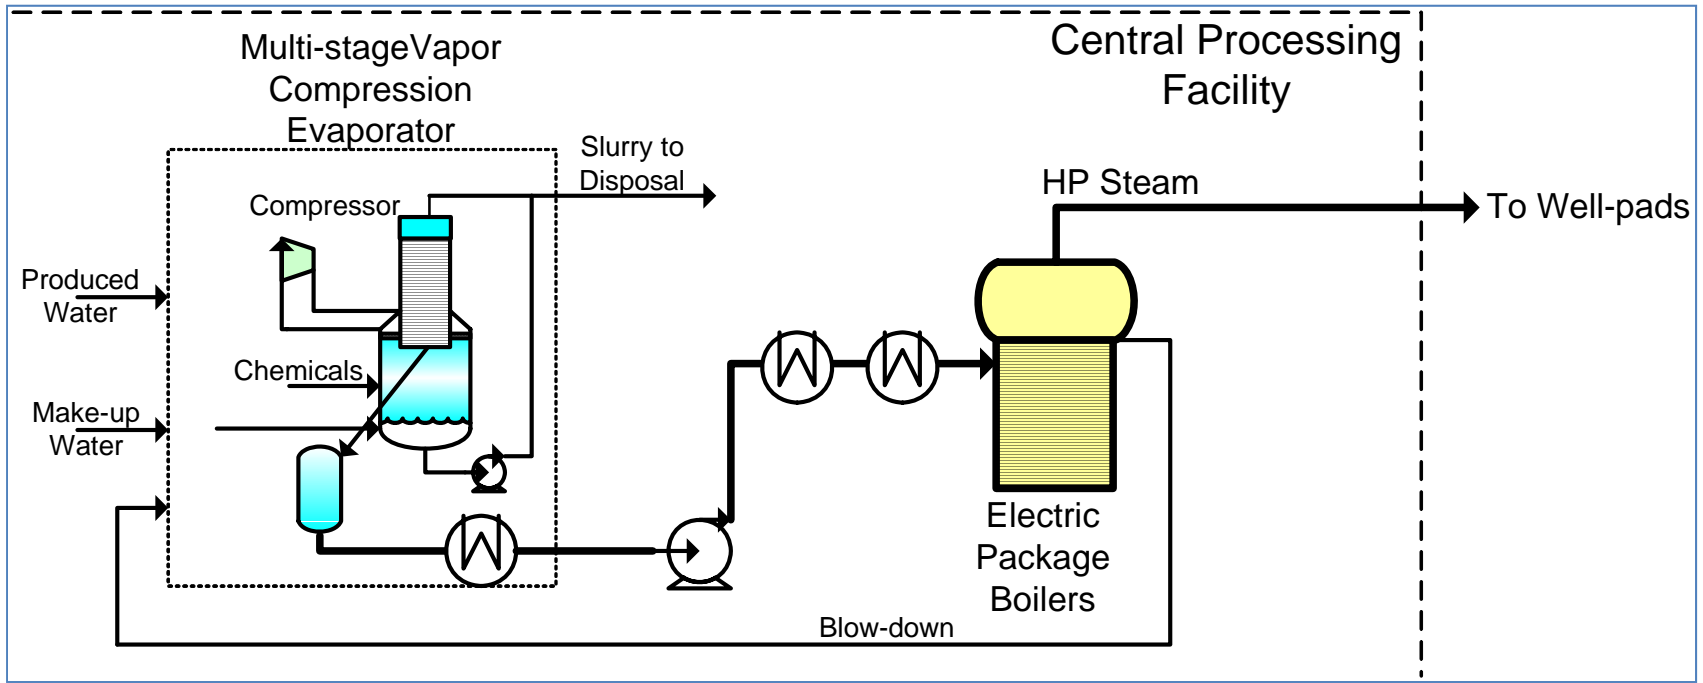 Multi-stageVapor
Compression
Evaporator
Central Processing
Facility
Slurry to
Disposal
HP Steam
To Well-pads
Compressor
Produced
Water
Chemicals
Make-up
Water
Electric
Package
Boilers
Blow-down